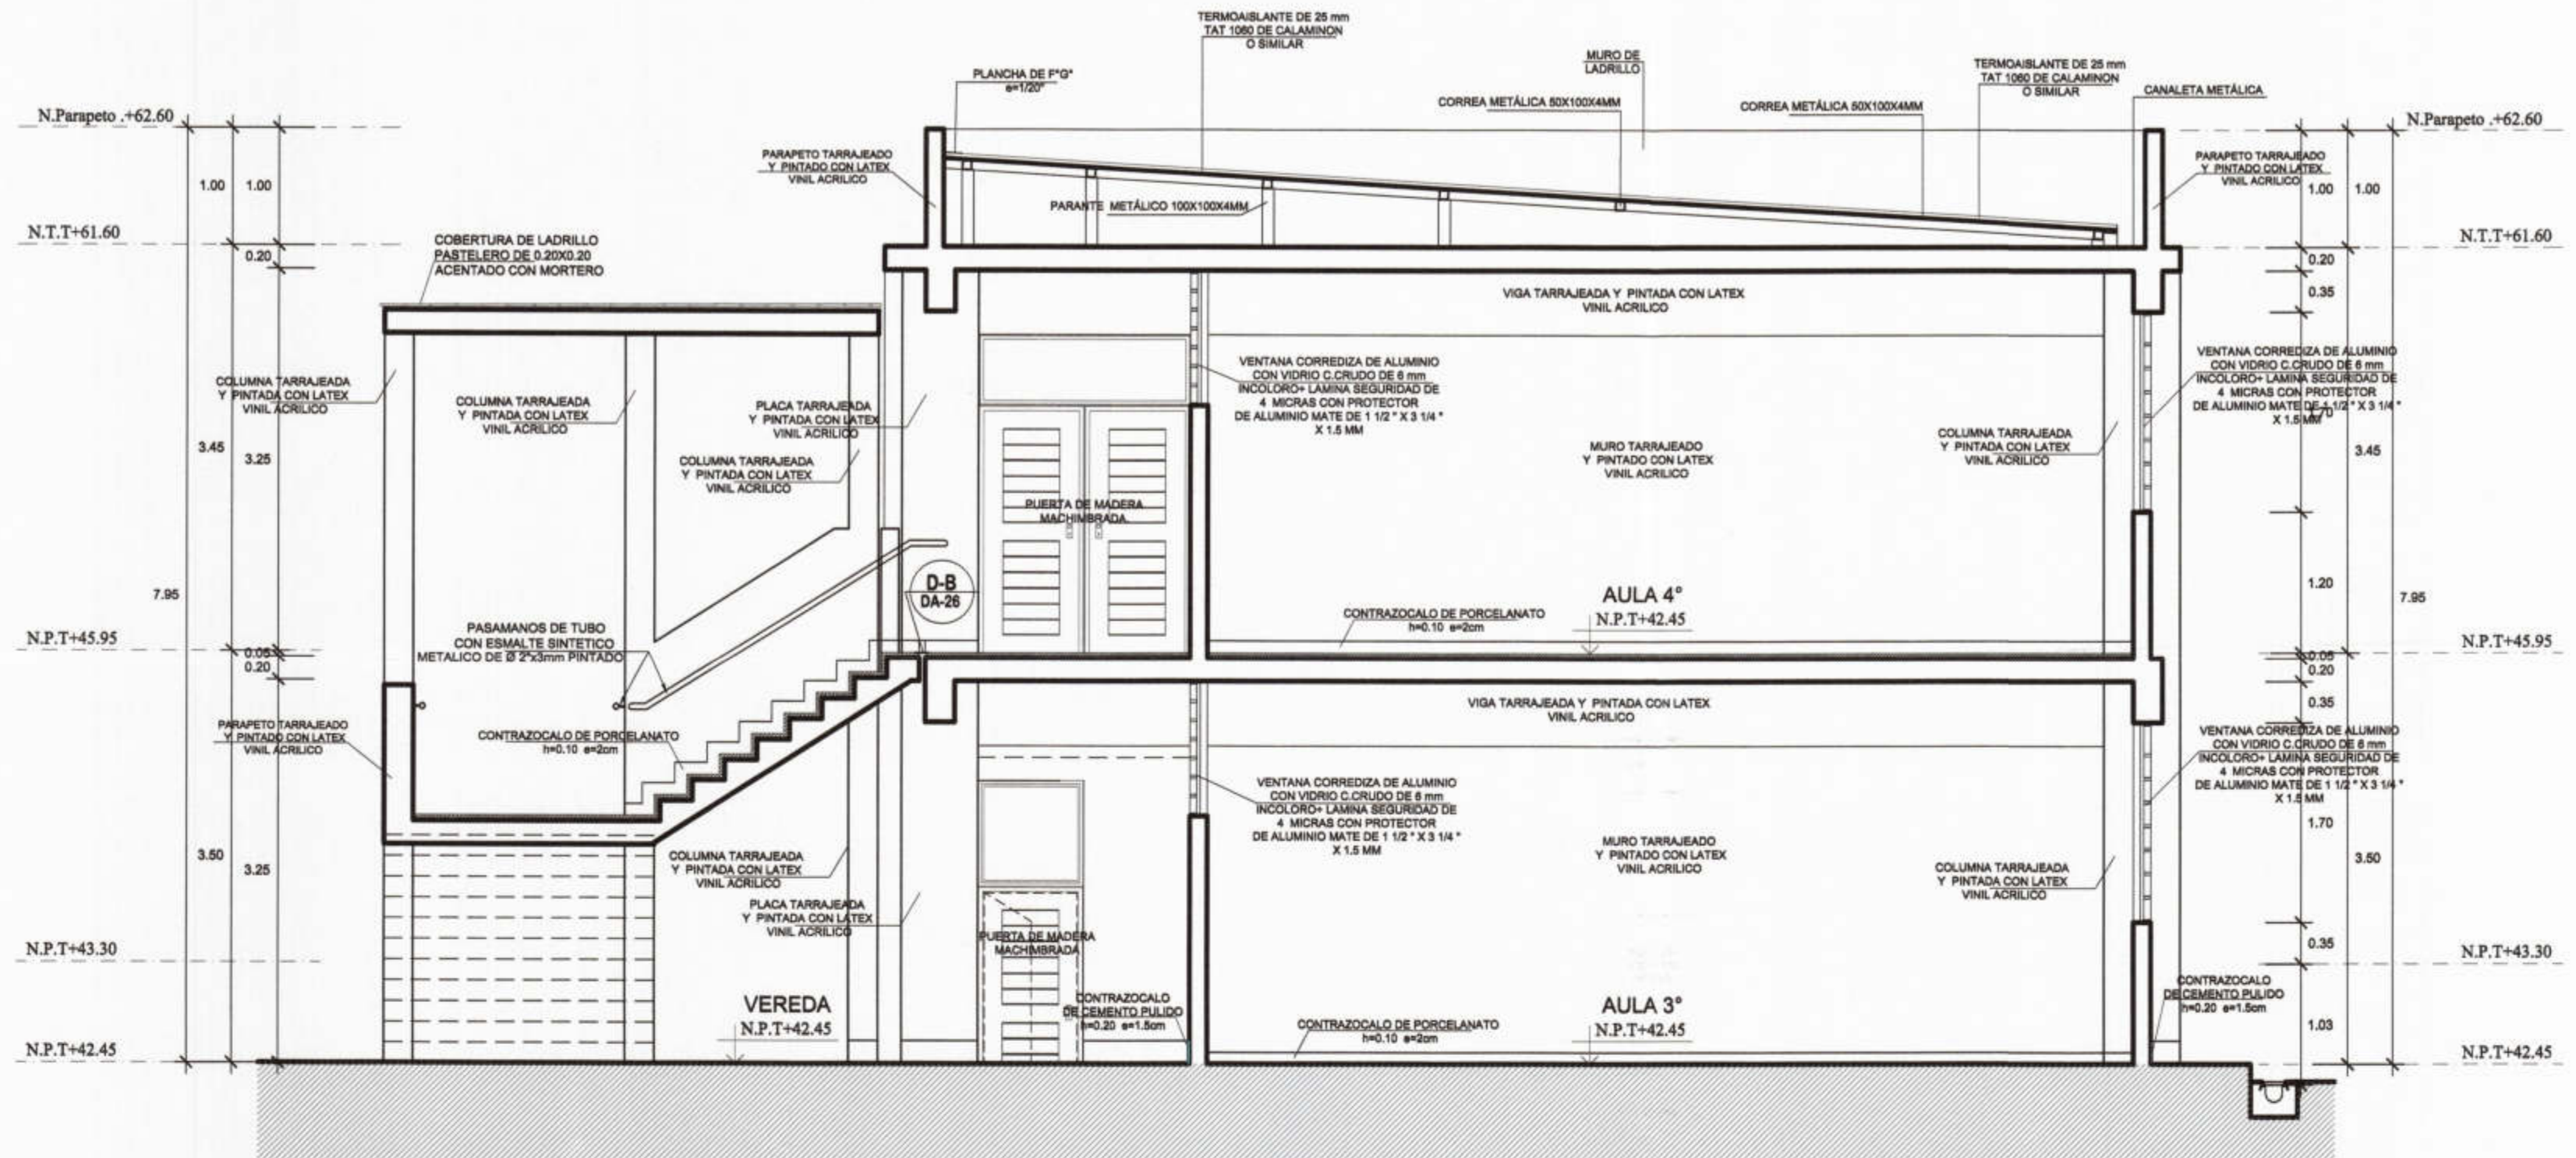 TERMOAISLANTE DE 25 mm
TAT 1060 DE CALAMINON
O SIMILAR
PLANCHA DE F°G°
e=1/20"
MURO DE
LADRILLO
TERMOAISLANTE DE 25 mm
TAT 1060 DE CALAMINON
O SIMILAR
CORREA METÁLICA 50X100X4MM
CORREA METÁLICA 50X100X4MM
CANALETA METÁLICA
N.Parapeto .+62.60
N.Parapeto .+62.60
PARAPETO TARRAJEADO
Y PINTADO CON LATEX
VINIL ACRILICO
PARAPETO TARRAJEADO
Y PINTADO CON LATEX
VINIL ACRILICO
1.00
1.00
1.00
1.00
PARANTE METÁLICO 100X100X4MM
N.T.T+61.60
N.T.T+61.60
COBERTURA DE LADRILLO
PASTELERO DE 0.20X0.20
ACENTADO CON MORTERO
0.20
0.20
0.35
VIGA TARRAJEADA Y PINTADA CON LATEX
VINIL ACRILICO
COLUMNA TARRAJEADA
Y PINTADA CON LATEX
VINIL ACRILICO
COLUMNA TARRAJEADA
Y PINTADA CON LATEX
VINIL ACRILICO
PLACA TARRAJEADA
Y PINTADA CON LATEX
VINIL ACRILICO
COLUMNA TARRAJEADA
Y PINTADA CON LATEX
VINIL ACRILICO
VENTANA CORREDIZA DE ALUMINIO
CON VIDRIO C.CRUDO DE 6 mm
INCOLORO+ LAMINA SEGURIDAD DE
4 MICRAS CON PROTECTOR
DE ALUMINIO MATE DE 1 1/2 " X 3 1/4 "
X 1.5 MM
VENTANA CORREDIZA DE ALUMINIO
CON VIDRIO C.CRUDO DE 6 mm
INCOLORO+ LAMINA SEGURIDAD DE
4 MICRAS CON PROTECTOR
DE ALUMINIO MATE DE 1 1/2 " X 3 1/4 "
X 1.5 MM
1.70
MURO TARRAJEADO
Y PINTADO CON LATEX
VINIL ACRILICO
COLUMNA TARRAJEADA
Y PINTADA CON LATEX
VINIL ACRILICO
3.45
3.25
3.45
PUERTA DE MADERA
MACHIMBRADA
D-B
DA-26
7.95
1.20
7.95
AULA 4°
N.P.T+42.45
CONTRAZOCALO DE PORCELANATO
h=0.10 e=2cm
PASAMANOS DE TUBO
CON ESMALTE SINTETICO
METALICO DE Ø 2"x3mm PINTADO
N.P.T+45.95
N.P.T+45.95
0.05
0.20
0.05
0.20
0.35
VIGA TARRAJEADA Y PINTADA CON LATEX
VINIL ACRILICO
PARAPETO TARRAJEADO
Y PINTADO CON LATEX
VINIL ACRILICO
CONTRAZOCALO DE PORCELANATO
h=0.10 e=2cm
VENTANA CORREDIZA DE ALUMINIO
CON VIDRIO C.CRUDO DE 6 mm
INCOLORO+ LAMINA SEGURIDAD DE
4 MICRAS CON PROTECTOR
DE ALUMINIO MATE DE 1 1/2 " X 3 1/4 "
X 1.5 MM
VENTANA CORREDIZA DE ALUMINIO
CON VIDRIO C.CRUDO DE 6 mm
INCOLORO+ LAMINA SEGURIDAD DE
4 MICRAS CON PROTECTOR
DE ALUMINIO MATE DE 1 1/2 " X 3 1/4 "
X 1.5 MM
1.70
3.50
3.25
3.50
COLUMNA TARRAJEADA
Y PINTADA CON LATEX
VINIL ACRILICO
MURO TARRAJEADO
Y PINTADO CON LATEX
VINIL ACRILICO
COLUMNA TARRAJEADA
Y PINTADA CON LATEX
VINIL ACRILICO
PLACA TARRAJEADA
Y PINTADA CON LATEX
VINIL ACRILICO
PUERTA DE MADERA
MACHIMBRADA
N.P.T+43.30
N.P.T+43.30
0.35
VEREDA
N.P.T+42.45
CONTRAZOCALO
DE CEMENTO PULIDO
h=0.20 e=1.5cm
AULA 3°
N.P.T+42.45
CONTRAZOCALO DE PORCELANATO
h=0.10 e=2cm
CONTRAZOCALO
DE CEMENTO PULIDO
h=0.20 e=1.5cm
1.03
N.P.T+42.45
N.P.T+42.45